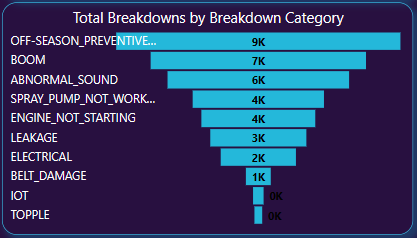 Total Breakdowns by Breakdown Category
OFF-SEASON_PREVENTIVE... 9K
BOOM 7K
ABNORMAL_SOUND 6K
SPRAY_PUMP_NOT_WORK... 4K
ENGINE_NOT_STARTING 4K
LEAKAGE 3K
ELECTRICAL 2K
BELT_DAMAGE 1K
IOT 0K
TOPPLE 0K